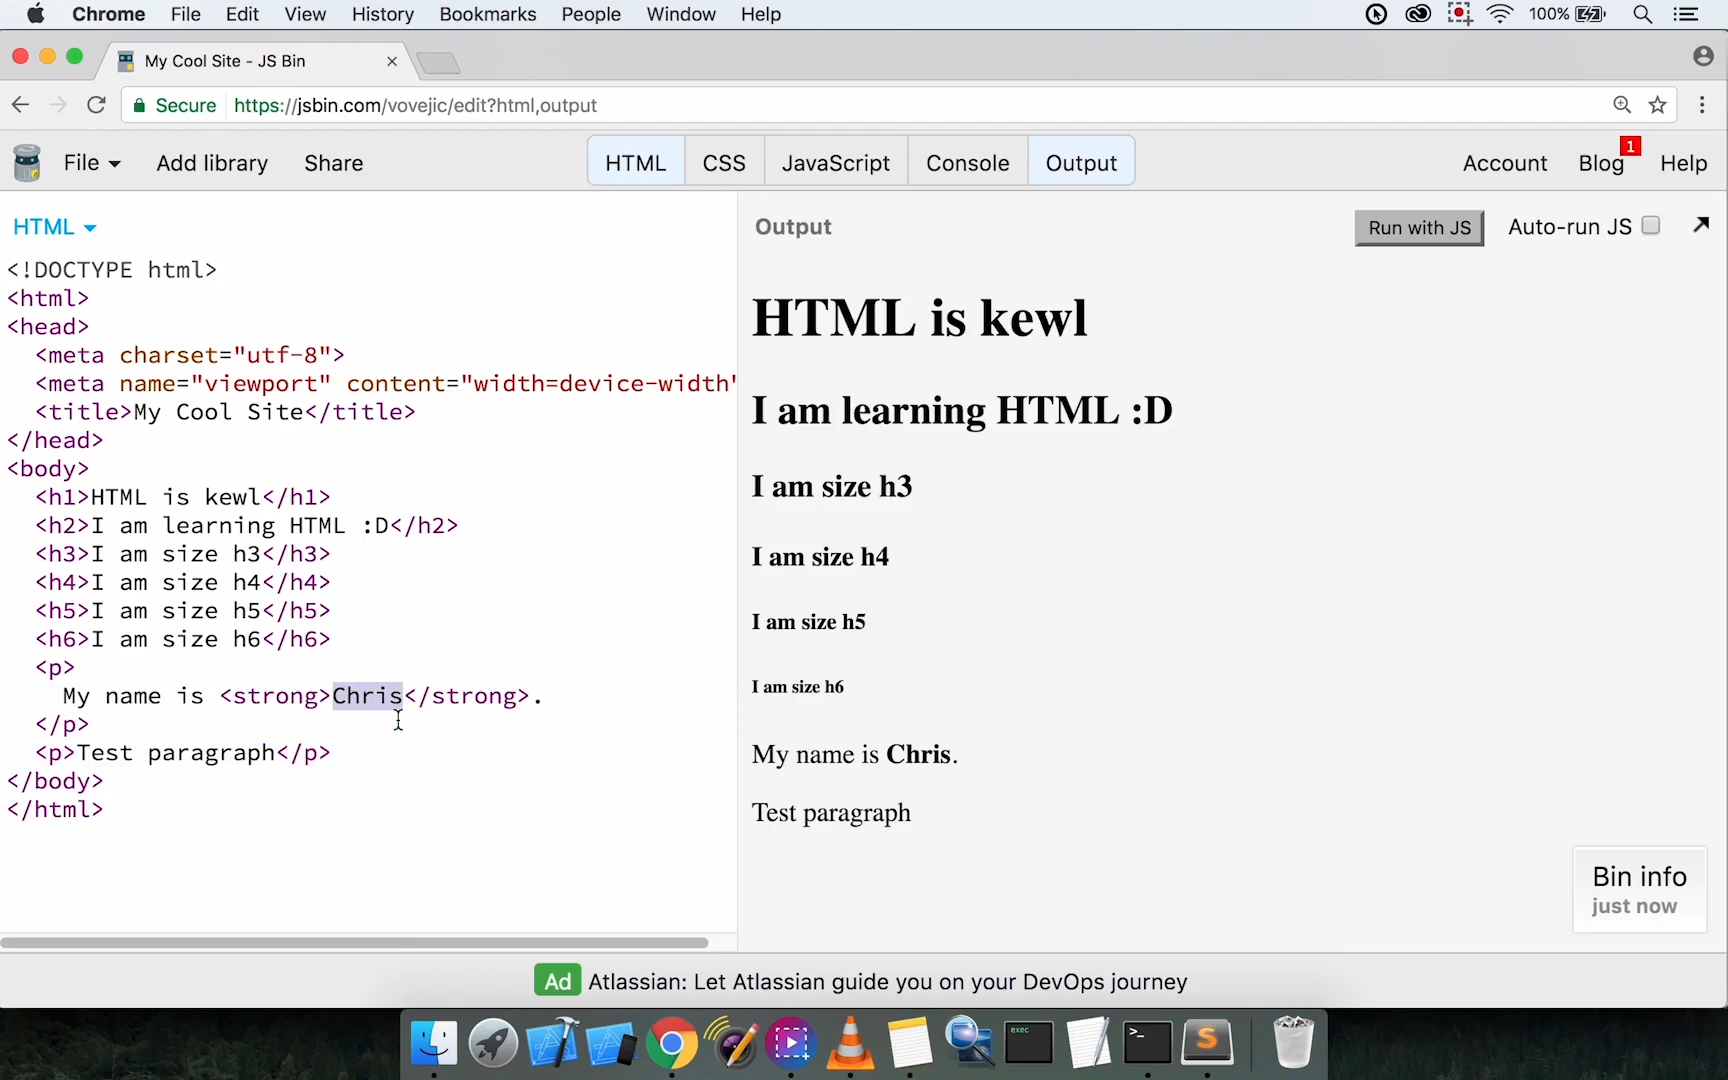 Chrome File Edit View History Bookmarks People Window Help 100%
My Cool Site - JS Bin
Secure https://jsbin.com/vovejic/edit?html,output
File Add library Share HTML CSS JavaScript Console Output Account Blog 1 Help
HTML
<!DOCTYPE html>
<html>
<head>
  <meta charset="utf-8">
  <meta name="viewport" content="width=device-width"
  <title>My Cool Site</title>
</head>
<body>
  <h1>HTML is kewl</h1>
  <h2>I am learning HTML :D</h2>
  <h3>I am size h3</h3>
  <h4>I am size h4</h4>
  <h5>I am size h5</h5>
  <h6>I am size h6</h6>
  <p>
    My name is <strong>Chris</strong>.
  </p>
  <p>Test paragraph</p>
</body>
</html>
Output Run with JS Auto-run JS
HTML is kewl
I am learning HTML :D
I am size h3
I am size h4
I am size h5
I am size h6
My name is Chris.
Test paragraph
Bin info
just now
Ad Atlassian: Let Atlassian guide you on your DevOps journey
exec
>_
S